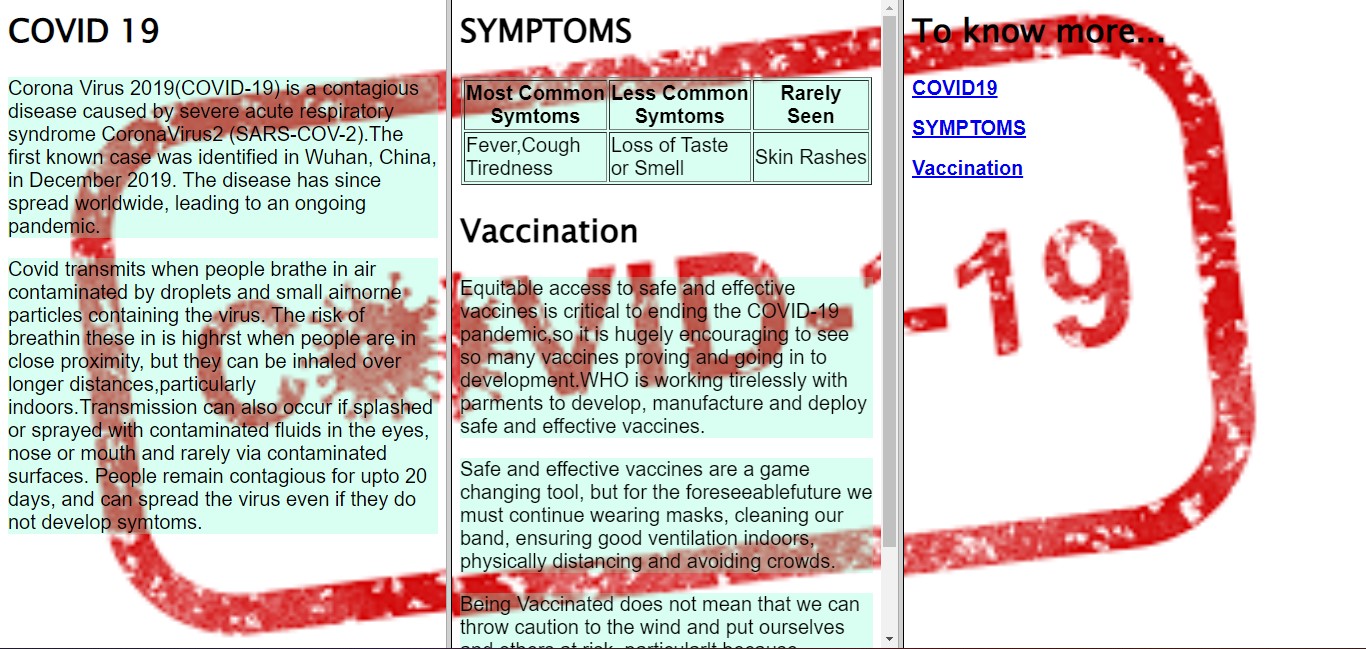 COVID 19
Corona Virus 2019(COVID-19) is a contagious
disease caused by severe acute respiratory
syndrome CoronaVirus2 (SARS-COV-2).The
first known case was identified in Wuhan, China,
in December 2019. The disease has since
spread worldwide, leading to an ongoing
pandemic.
Covid transmits when people brathe in air
contaminated by droplets and small airnorne
particles containing the virus. The risk of
breathin these in is highrst when people are in
close proximity, but they can be inhaled over
longer distances,particularly
indoors.Transmission can also occur if splashed
or sprayed with contaminated fluids in the eyes,
nose or mouth and rarely via contaminated
surfaces. People remain contagious for upto 20
days, and can spread the virus even if they do
not develop symtoms.
SYMPTOMS
Most Common Less Common Rarely
Symtoms Symtoms Seen
Fever,Cough Loss of Taste
Tiredness or Smell Skin Rashes
Vaccination
Equitable access to safe and effective
vaccines is critical to ending the COVID-19
pandemic,so it is hugely encouraging to see
so many vaccines proving and going in to
development.WHO is working tirelessly with
parments to develop, manufacture and deploy
safe and effective vaccines.
Safe and effective vaccines are a game
changing tool, but for the foreseeablefuture we
must continue wearing masks, cleaning our
band, ensuring good ventilation indoors,
physically distancing and avoiding crowds.
Being Vaccinated does not mean that we can
throw caution to the wind and put ourselves
and others at risk, particularlt because
To know more...
COVID19
SYMPTOMS
Vaccination
COVID-19